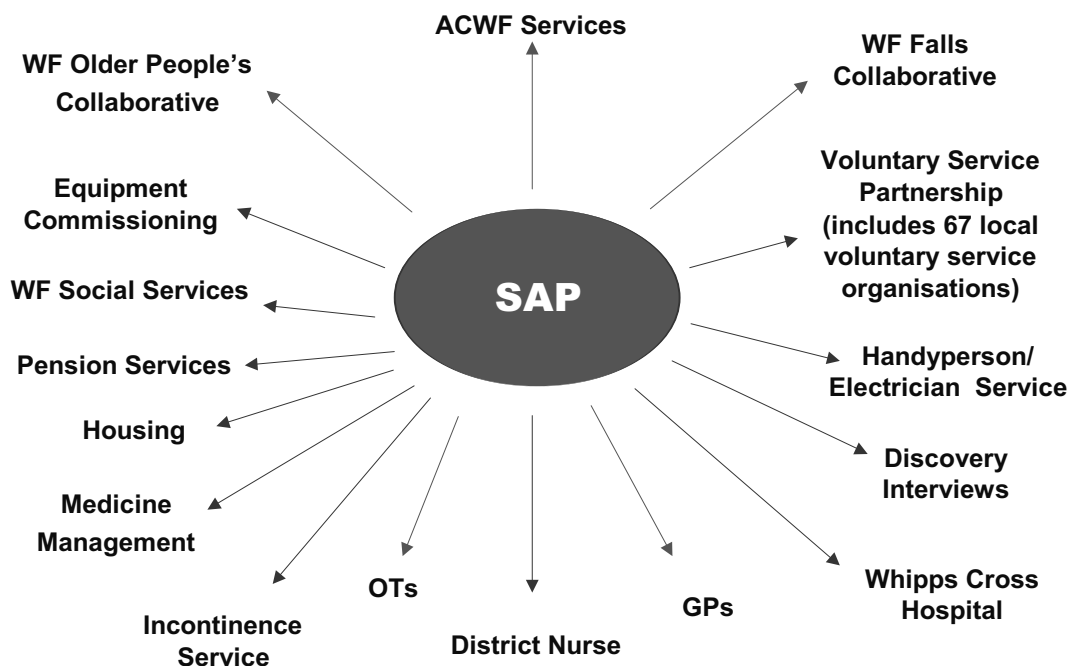 ACWF Services
WF Older People's
Collaborative
WF Falls
Collaborative
Equipment
Commissioning
Voluntary Service
Partnership
(includes 67 local
voluntary service
organisations)
WF Social Services
SAP
Pension Services
Handyperson/
Electrician Service
Housing
Discovery
Interviews
Medicine
Management
OTs
Whipps Cross
Hospital
GPs
Incontinence
Service
District Nurse